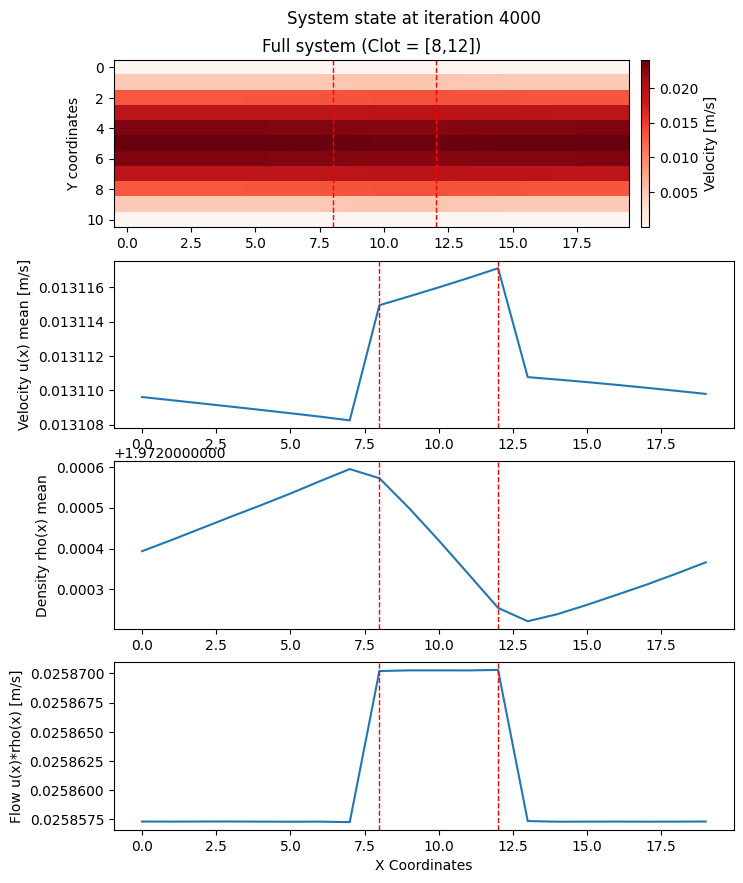 System state at iteration 4000
Full system (Clot = [8,12])
Y coordinates
0
2
4
6
8
10
0.0 2.5 5.0 7.5 10.0 12.5 15.0 17.5
0.020
0.015
0.010
0.005
Velocity [m/s]
Velocity u(x) mean [m/s]
0.013116
0.013114
0.013112
0.013110
0.013108
0.0 2.5 5.0 7.5 10.0 12.5 15.0 17.5
+1.9720000000
Density rho(x) mean
0.0006
0.0005
0.0004
0.0003
0.0 2.5 5.0 7.5 10.0 12.5 15.0 17.5
Flow u(x)*rho(x) [m/s]
0.0258700
0.0258675
0.0258650
0.0258625
0.0258600
0.0258575
0.0 2.5 5.0 7.5 10.0 12.5 15.0 17.5
X Coordinates